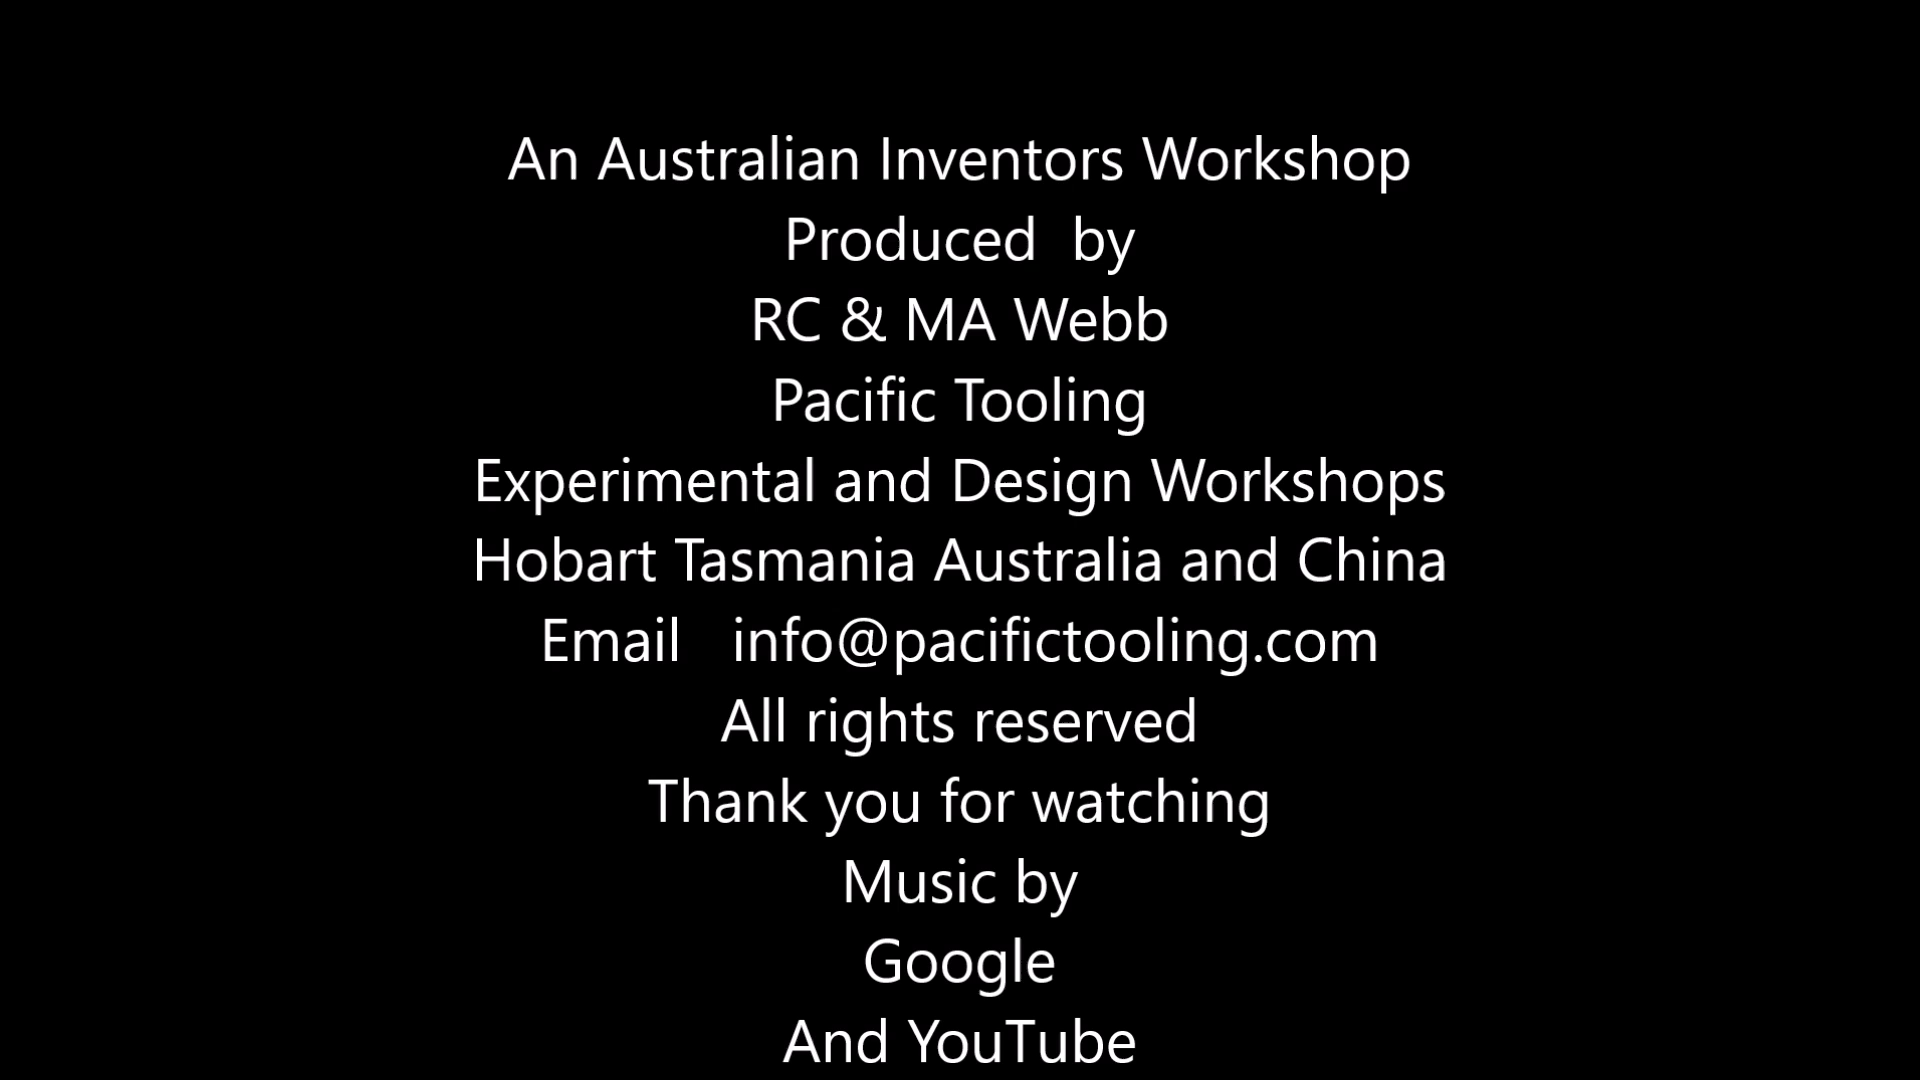 An Australian Inventors Workshop
Produced  by
RC & MA Webb
Pacific Tooling
Experimental and Design Workshops
Hobart Tasmania Australia and China
Email   info@pacifictooling.com
All rights reserved
Thank you for watching
Music by
Google
And YouTube